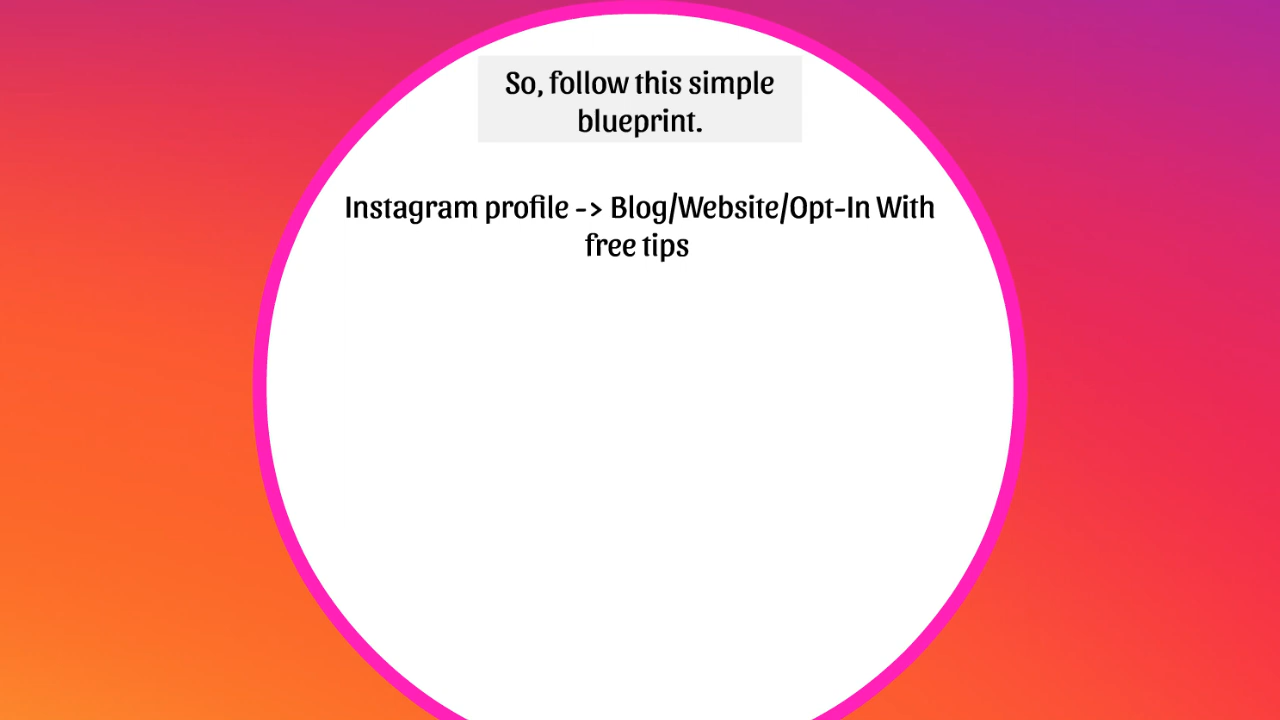 So, follow this simple
blueprint.
Instagram profile -> Blog/Website/Opt-In With
free tips